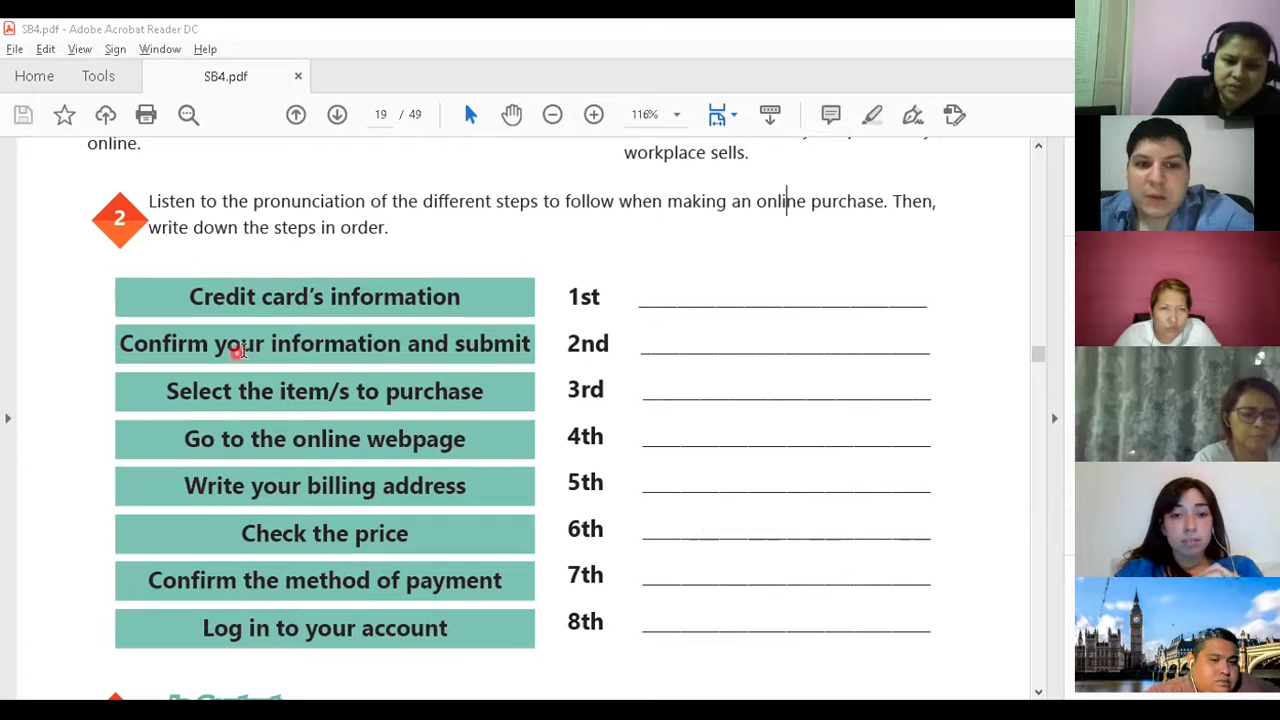 SB4.pdf - Adobe Acrobat Reader DC
File Edit View Sign Window Help
Home Tools SB4.pdf
19 / 49 116%
online.
workplace sells.
2 Listen to the pronunciation of the different steps to follow when making an online purchase. Then,
write down the steps in order.
Credit card's information 1st
Confirm your information and submit 2nd
Select the item/s to purchase 3rd
Go to the online webpage 4th
Write your billing address 5th
Check the price 6th
Confirm the method of payment 7th
Log in to your account 8th